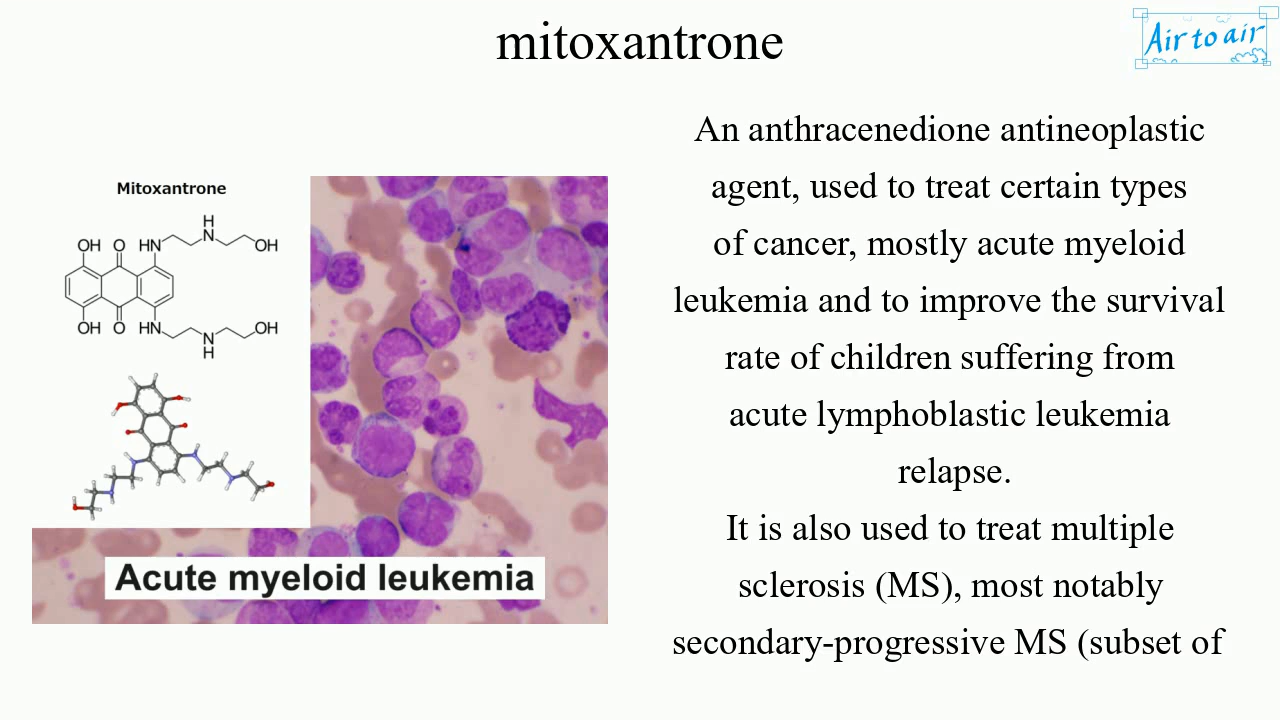 mitoxantrone
Air to air
Mitoxantrone
H
OH O HN N OH
OH O HN N OH
H
Acute myeloid leukemia
An anthracenedione antineoplastic
agent, used to treat certain types
of cancer, mostly acute myeloid
leukemia and to improve the survival
rate of children suffering from
acute lymphoblastic leukemia
relapse.
It is also used to treat multiple
sclerosis (MS), most notably
secondary-progressive MS (subset of